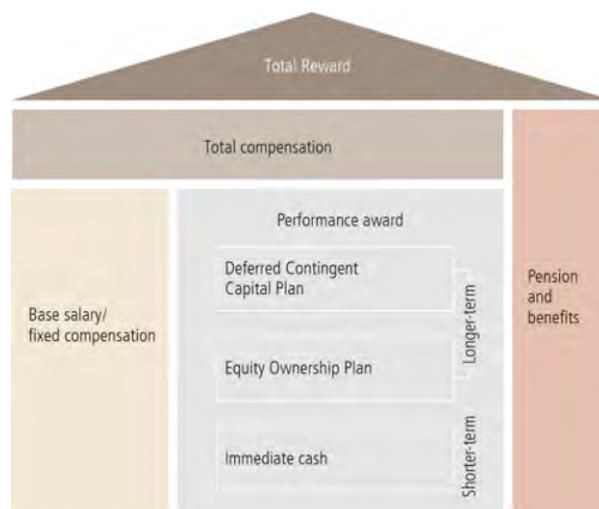 Total Reward
Total compensation
Performance award
Deferred Contingent
Capital Plan
Longer-term
Pension
and
benefits
Base salary/
fixed compensation
Equity Ownership Plan
Immediate cash
Shorter-term